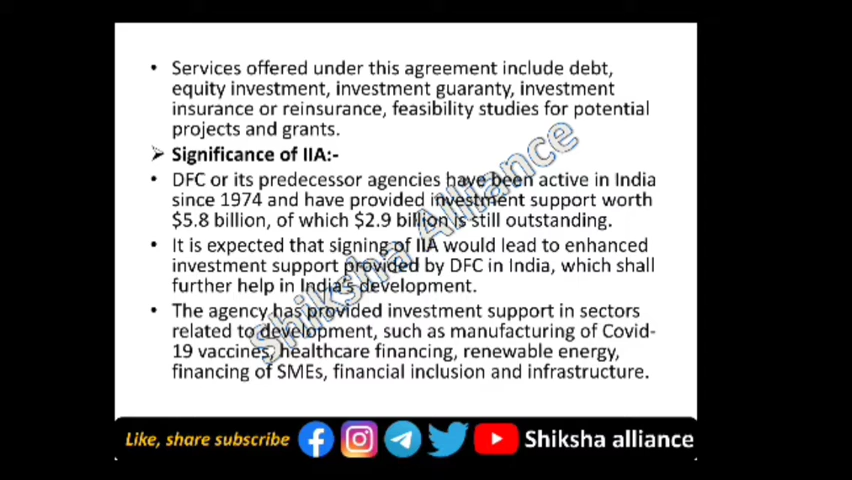 • Services offered under this agreement include debt,
equity investment, investment guaranty, investment
insurance or reinsurance, feasibility studies for potential
projects and grants.
➢ Significance of IIA:-
• DFC or its predecessor agencies have been active in India
since 1974 and have provided investment support worth
$5.8 billion, of which $2.9 billion is still outstanding.
• It is expected that signing of IIA would lead to enhanced
investment support provided by DFC in India, which shall
further help in India's development.
• The agency has provided investment support in sectors
related to development, such as manufacturing of Covid-
19 vaccines, healthcare financing, renewable energy,
financing of SMEs, financial inclusion and infrastructure.
Shiksha Alliance
Like, share subscribe Shiksha alliance